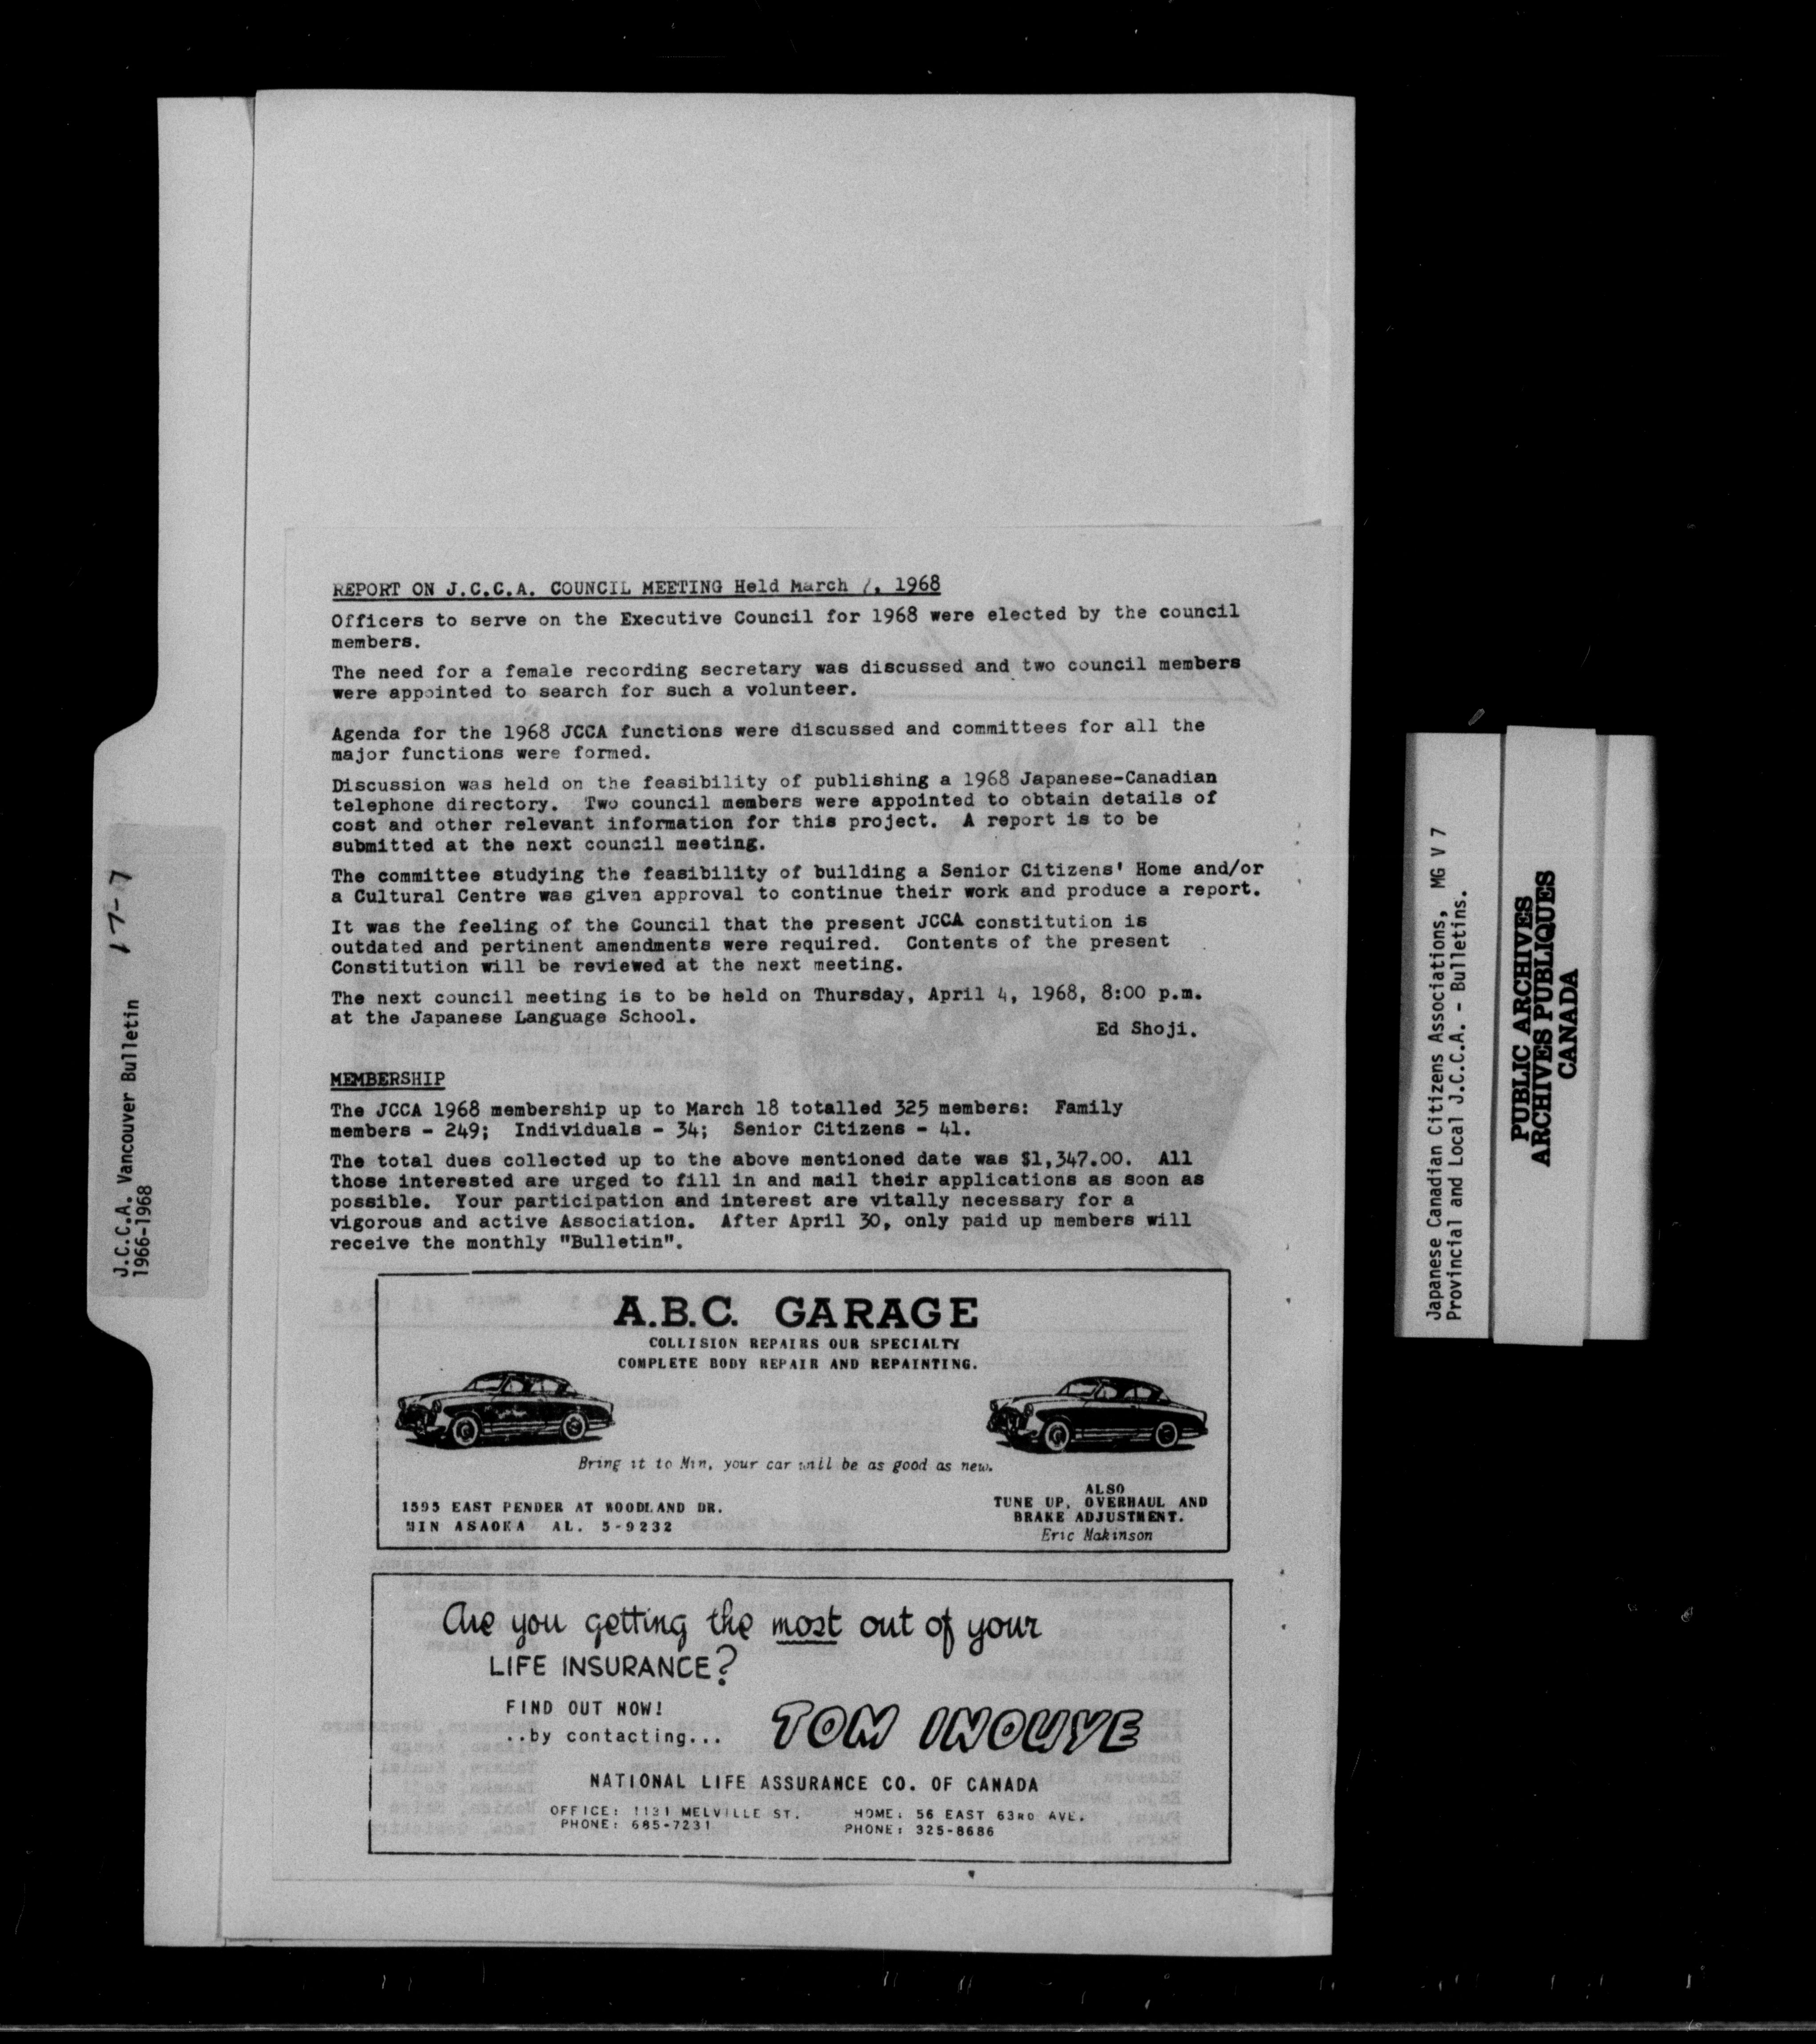 REPORT ON J.C.C.A. COUNCIL MEETING Held March 7, 1968
Officers to serve on the Executive Council for 1968 were elected by the council
members.
The need for a female recording secretary was discussed and two council members
were appointed to search for such a volunteer.
Agenda for the 1968 JCCA functions were discussed and committees for all the
major functions were formed.
Discussion was held on the feasibility of publishing a 1968 Japanese-Canadian
telephone directory. Two council members were appointed to obtain details of
cost and other relevant information for this project. A report is to be
submitted at the next council meeting.
The committee studying the feasibility of building a Senior Citizens' Home and/or
a Cultural Centre was given approval to continue their work and produce a report.
It was the feeling of the Council that the present JCCA constitution is
outdated and pertinent amendments were required. Contents of the present
Constitution will be reviewed at the next meeting.
The next council meeting is to be held on Thursday, April 4, 1968, 8:00 p.m.
at the Japanese Language School.
Ed Shoji.
MEMBERSHIP
The JCCA 1968 membership up to March 18 totalled 325 members: Family
members - 249; Individuals - 34; Senior Citizens - 41.
The total dues collected up to the above mentioned date was $1,347.00. All
those interested are urged to fill in and mail their applications as soon as
possible. Your participation and interest are vitally necessary for a
vigorous and active Association. After April 30, only paid up members will
receive the monthly "Bulletin".
A.B.C. GARAGE
COLLISION REPAIRS OUR SPECIALTY
COMPLETE BODY REPAIR AND REPAINTING.
Bring it to Min, your car will be as good as new.
1595 EAST PENDER AT WOODLAND DR.
MIN ASAOKA AL. 5-9232
ALSO
TUNE UP, OVERHAUL AND
BRAKE ADJUSTMENT.
Eric Makinson
Are you getting the most out of your
LIFE INSURANCE?
FIND OUT NOW!
..by contacting...
TOM INOUYE
NATIONAL LIFE ASSURANCE CO. OF CANADA
OFFICE: 1131 MELVILLE ST.
PHONE: 685-7231
HOME: 56 EAST 63RD AVE.
PHONE: 325-8686
J.C.C.A. Vancouver Bulletin 17-7
1966-1968
Japanese Canadian Citizens Associations, MG V 7
Provincial and Local J.C.C.A. - Bulletins.
PUBLIC ARCHIVES
ARCHIVES PUBLIQUES
CANADA